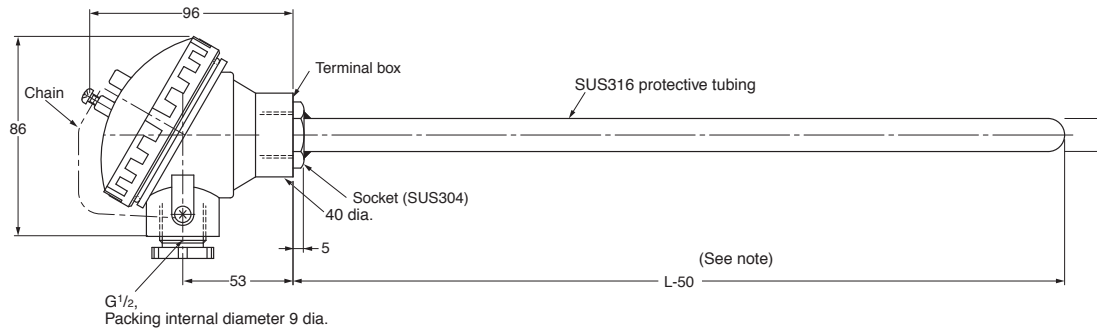 96
Terminal box
SUS316 protective tubing
Chain
86
Socket (SUS304)
40 dia.
5
(See note)
53
L-50
G1/2,
Packing internal diameter 9 dia.